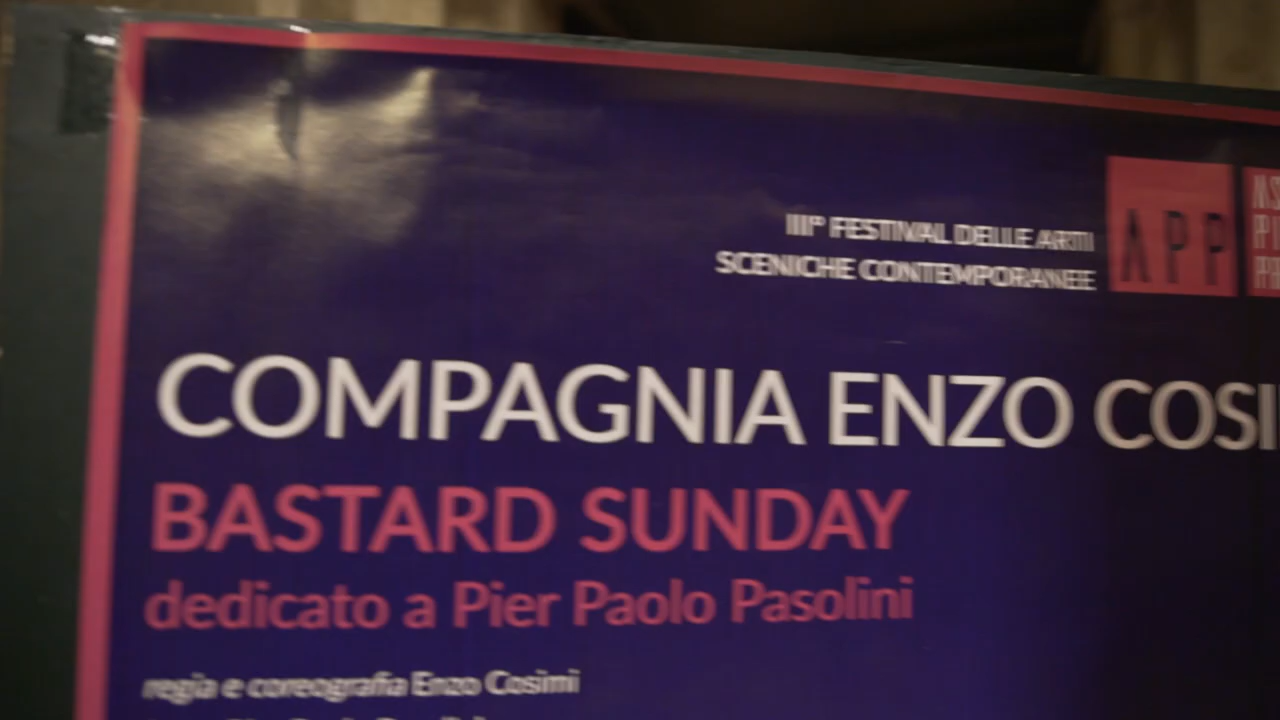 III° FESTIVAL DELLE ARTI
SCENICHE CONTEMPORANEE
APP
COMPAGNIA ENZO COSI
BASTARD SUNDAY
dedicato a Pier Paolo Pasolini
regia e coreografia Enzo Cosimi